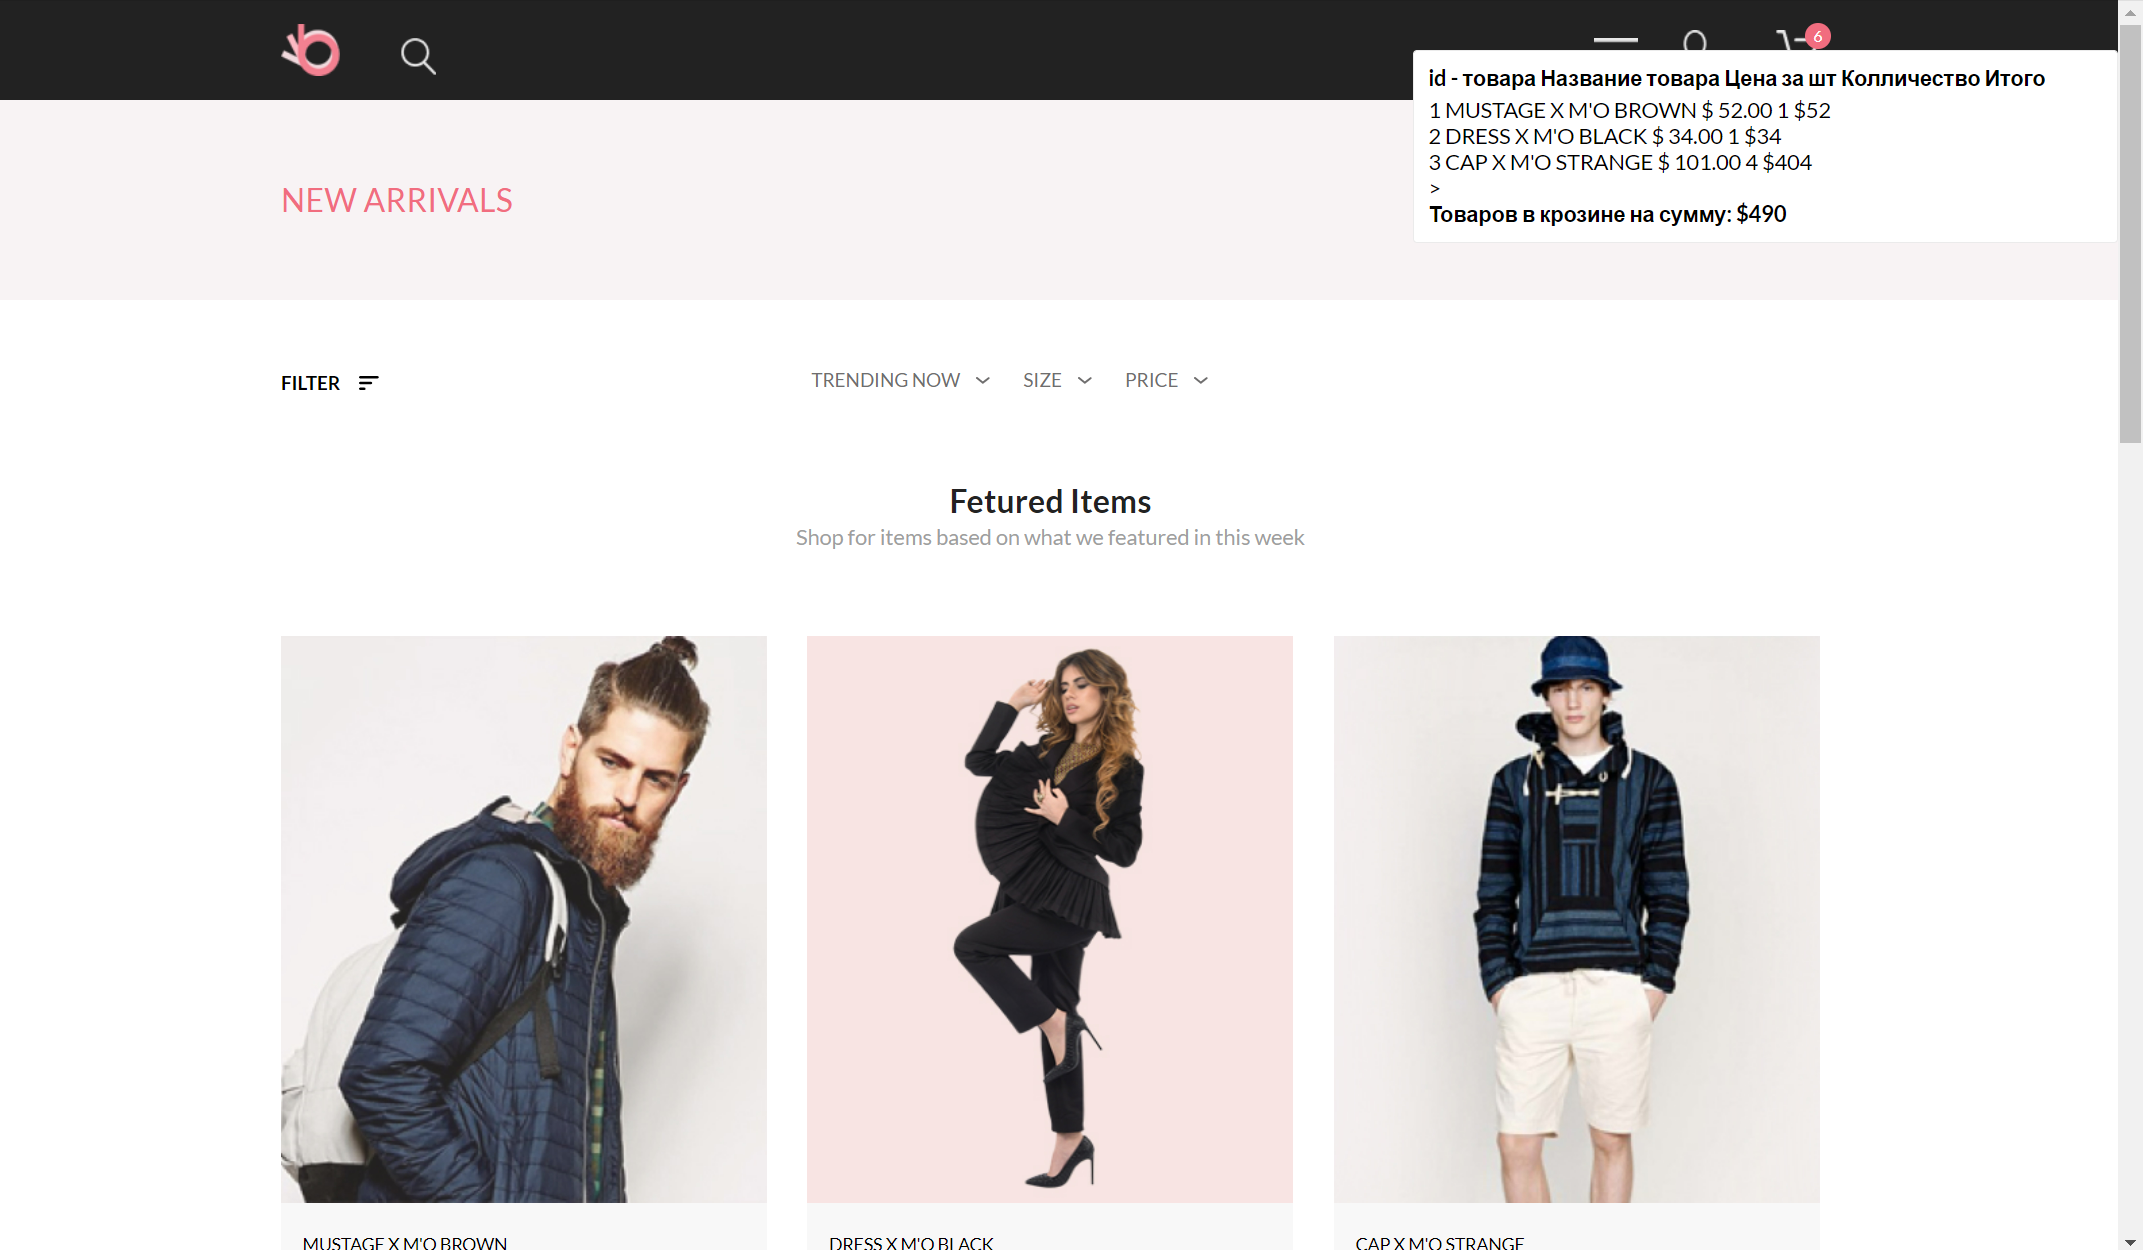 6
id - товара Название товара Цена за шт Колличество Итого
1 MUSTAGE X M'O BROWN $ 52.00 1 $52
2 DRESS X M'O BLACK $ 34.00 1 $34
3 CAP X M'O STRANGE $ 101.00 4 $404
>
Товаров в крозине на сумму: $490
NEW ARRIVALS
FILTER
TRENDING NOW SIZE PRICE
Fetured Items
Shop for items based on what we featured in this week
MUSTAGE X M'O BROWN
DRESS X M'O BLACK
CAP X M'O STRANGE